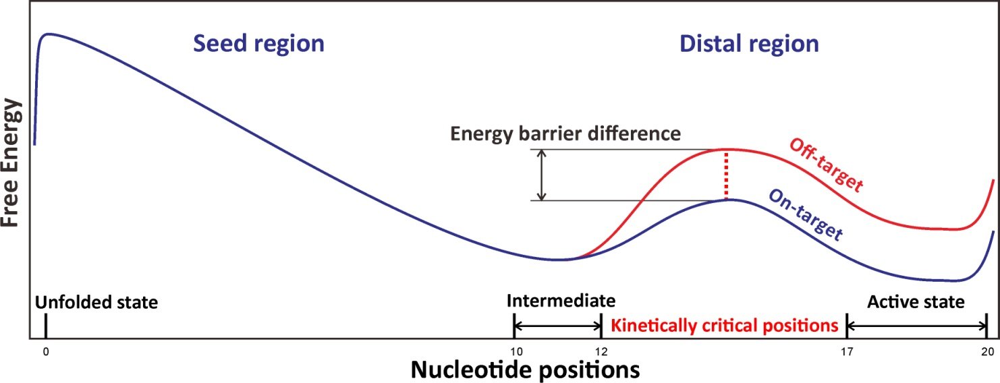 Seed region
Distal region
Free Energy
Energy barrier difference
Off-target
On-target
Unfolded state
Intermediate
Active state
Kinetically critical positions
0
10
12
17
20
Nucleotide positions